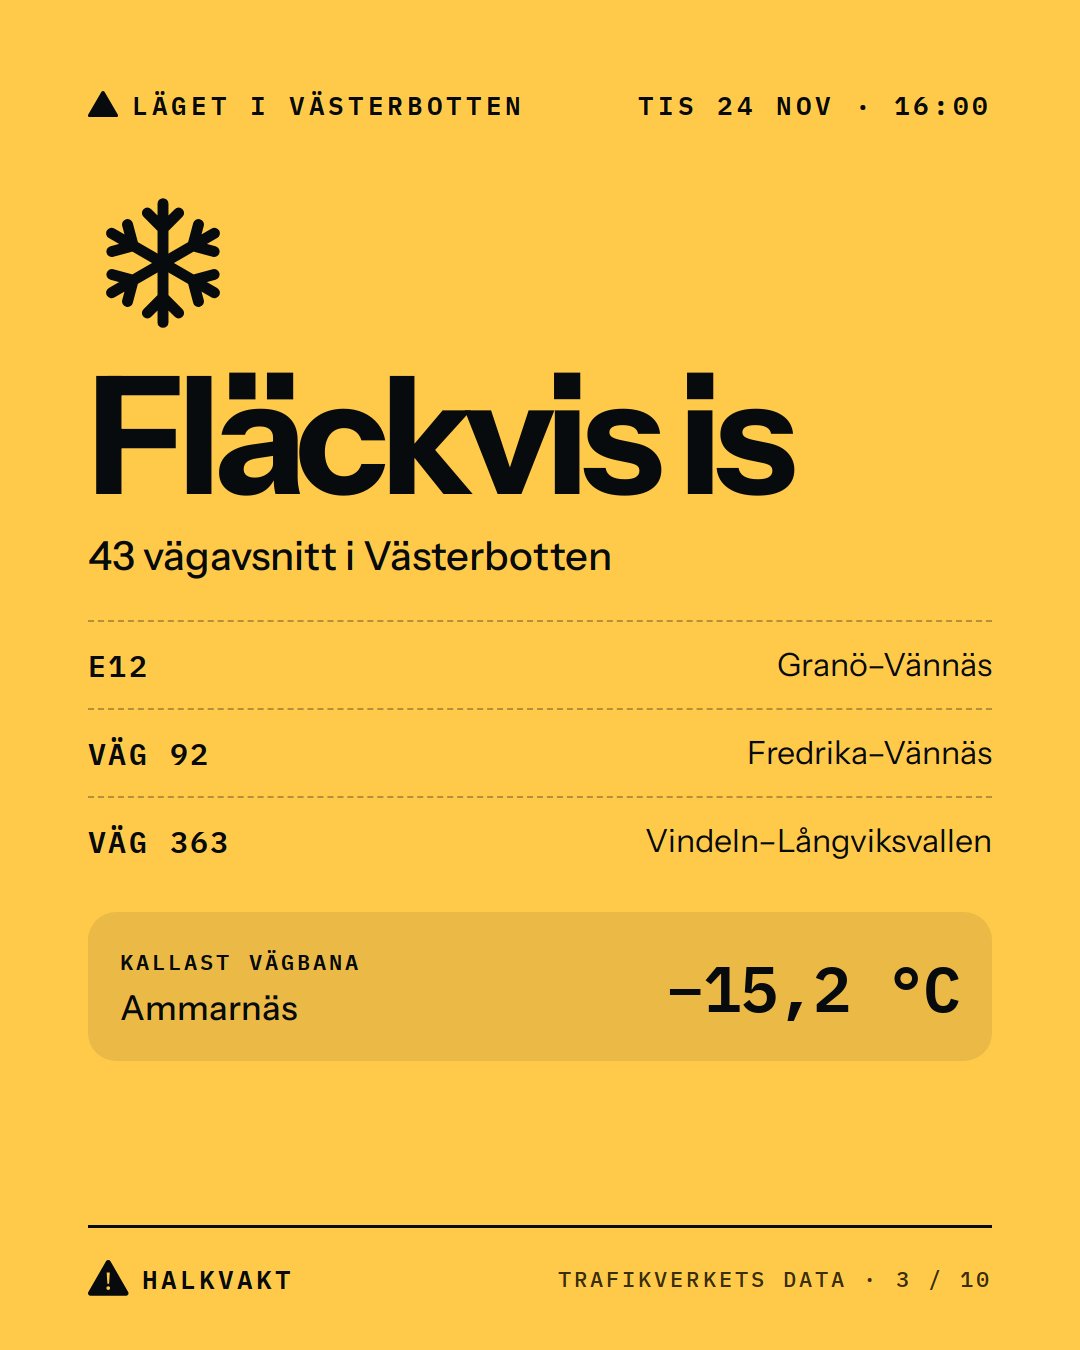 LÄGET I VÄSTERBOTTEN TIS 24 NOV · 16:00
Fläckvis is
43 vägavsnitt i Västerbotten
E12 Granö–Vännäs
VÄG 92 Fredrika–Vännäs
VÄG 363 Vindeln–Långviksvallen
KALLAST VÄGBANA
Ammarnäs
−15,2 °C
HALKVAKT TRAFIKVERKETS DATA · 3 / 10